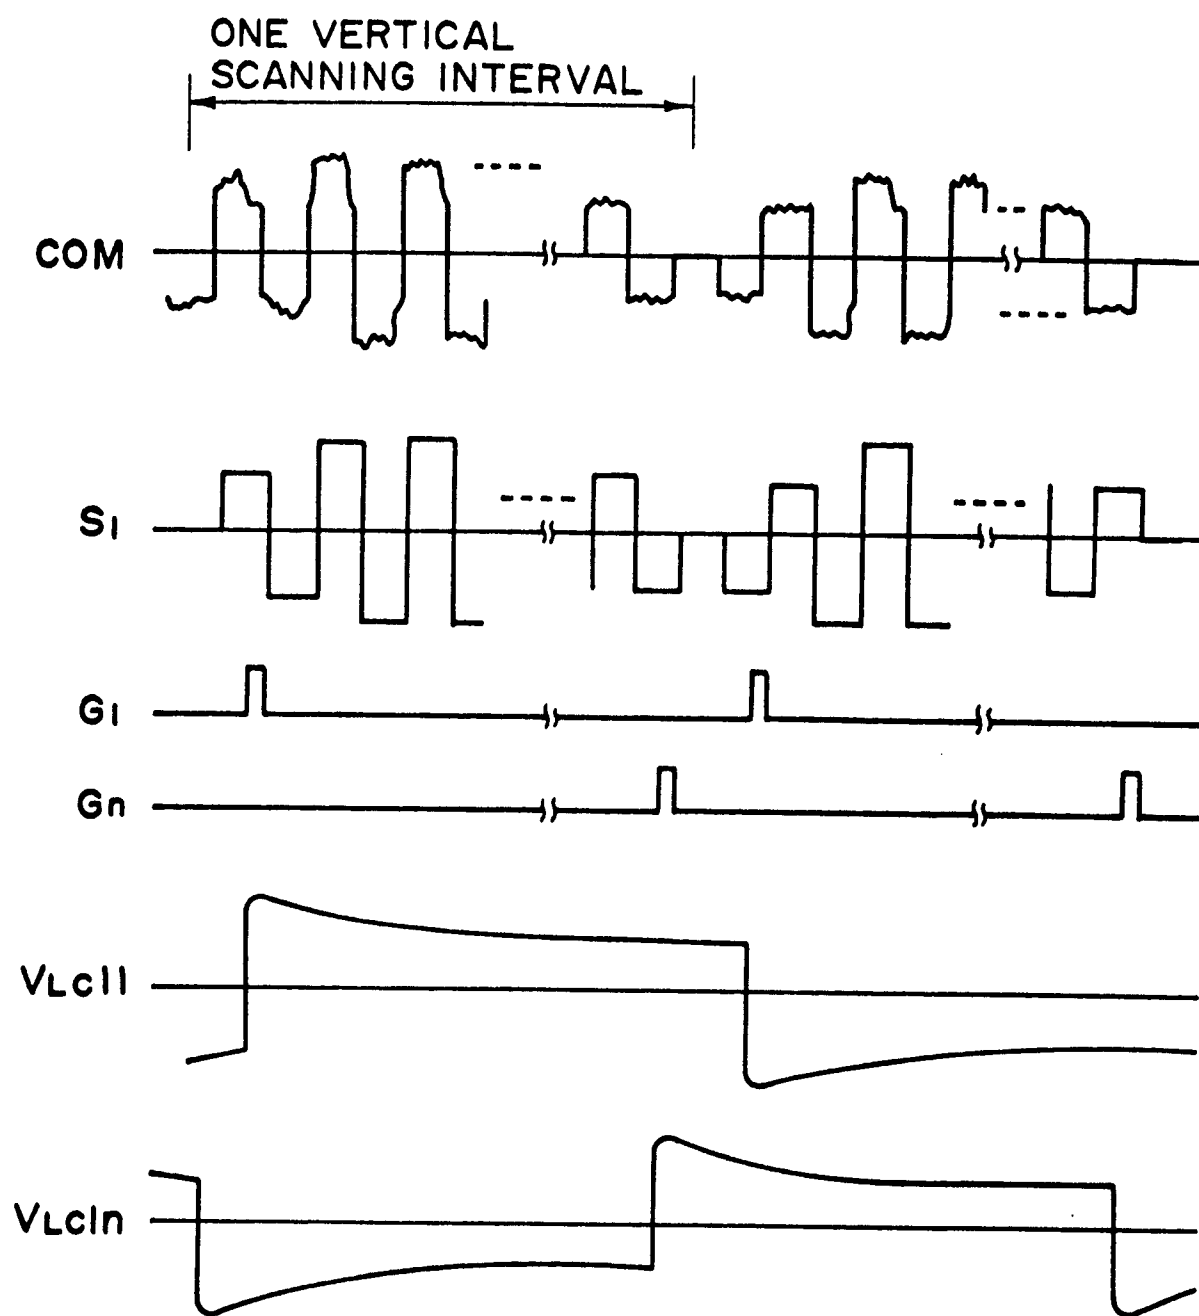 ONE VERTICAL
SCANNING INTERVAL
COM
S1
G1
Gn
VLC11
VLC1n